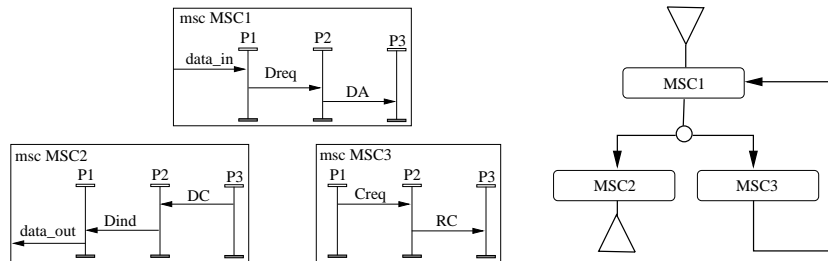 msc MSC1
P1 P2 P3
data_in
Dreq
DA
msc MSC2
P1 P2 P3
DC
Dind
data_out
msc MSC3
P1 P2 P3
Creq
RC
MSC1
MSC2 MSC3